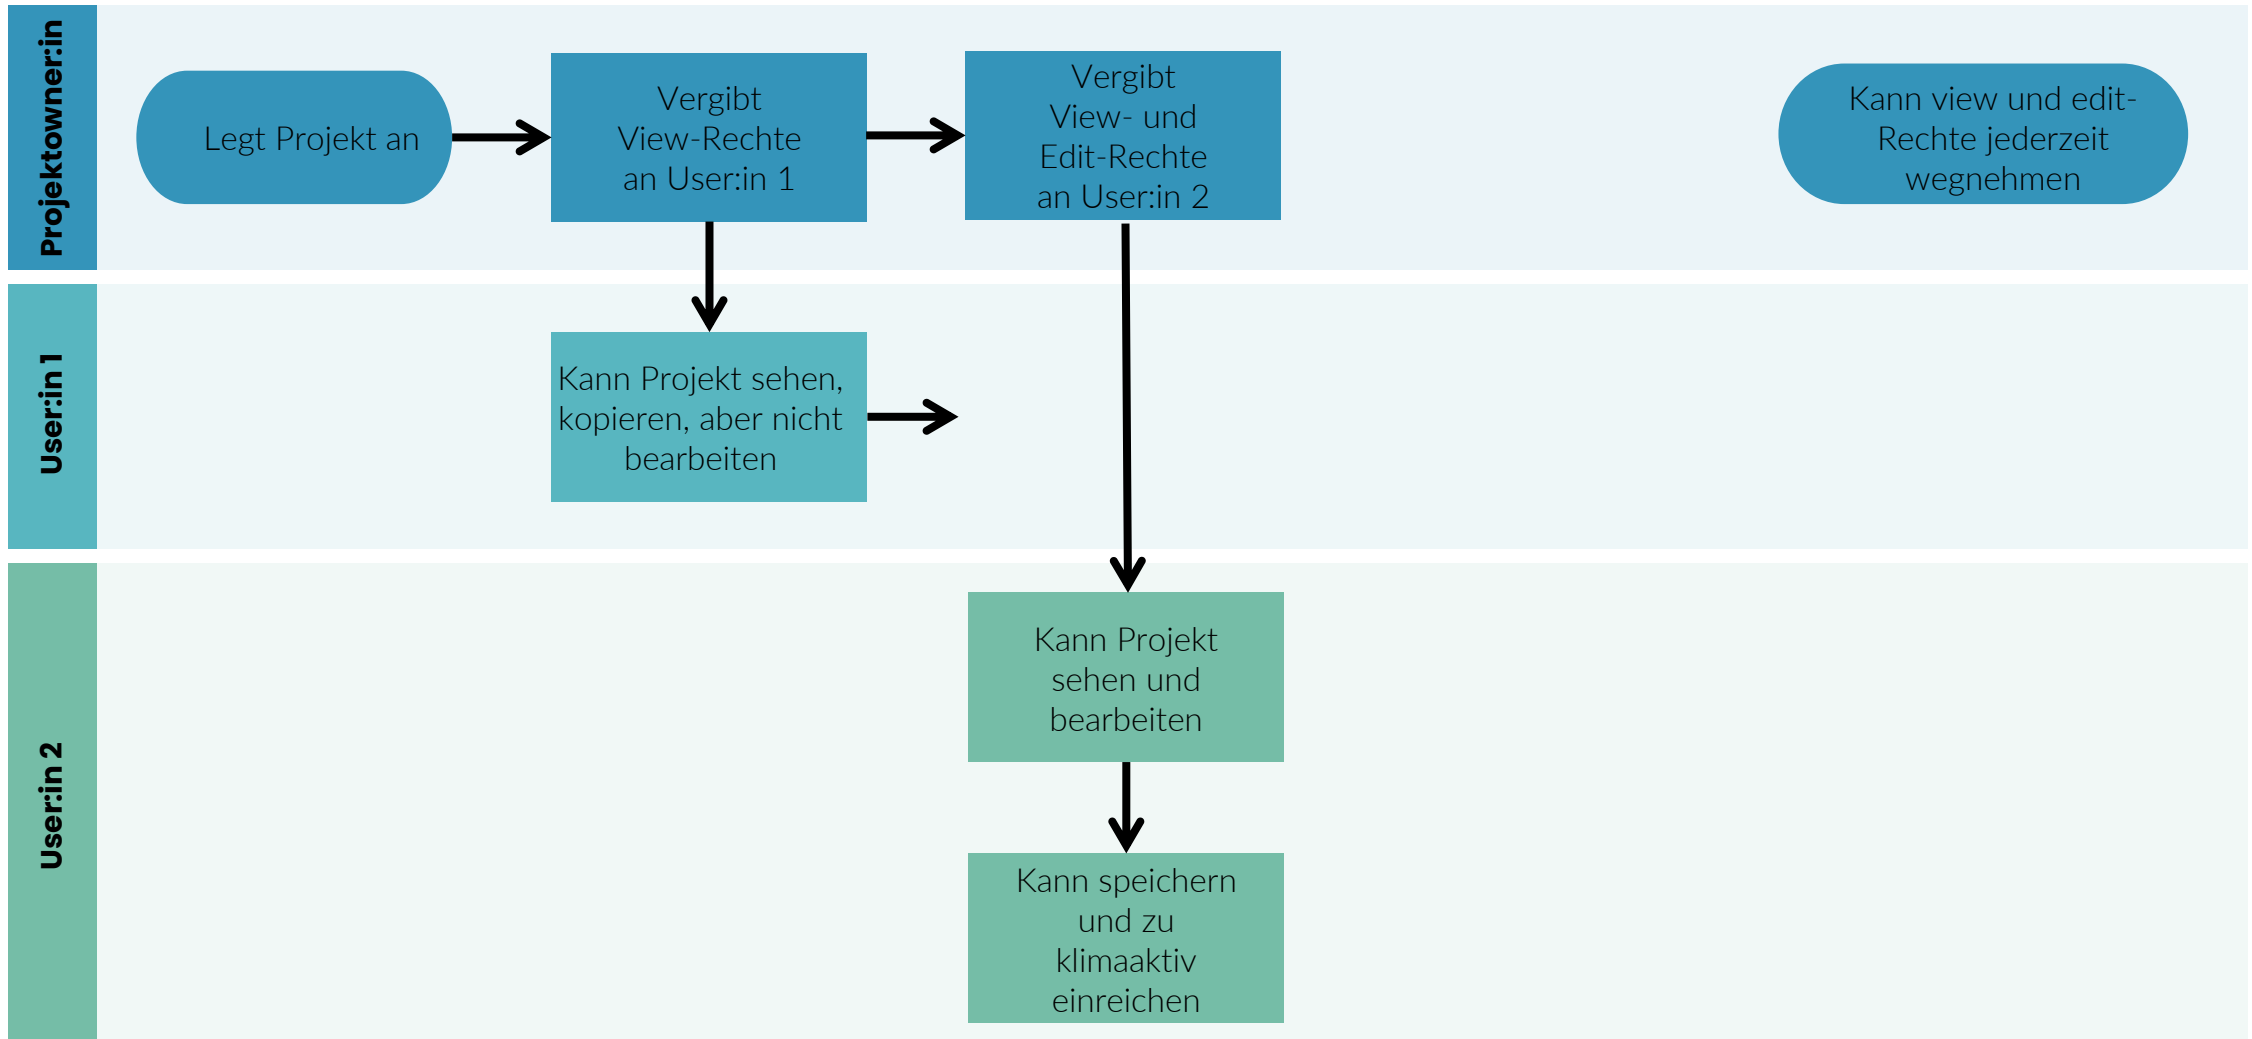 Projektowner:in
Legt Projekt an
Vergibt
View-Rechte
an User:in 1
Vergibt
View- und
Edit-Rechte
an User:in 2
Kann view und edit-
Rechte jederzeit
wegnehmen
User:in 1
Kann Projekt sehen,
kopieren, aber nicht
bearbeiten
User:in 2
Kann Projekt
sehen und
bearbeiten
Kann speichern
und zu
klimaaktiv
einreichen